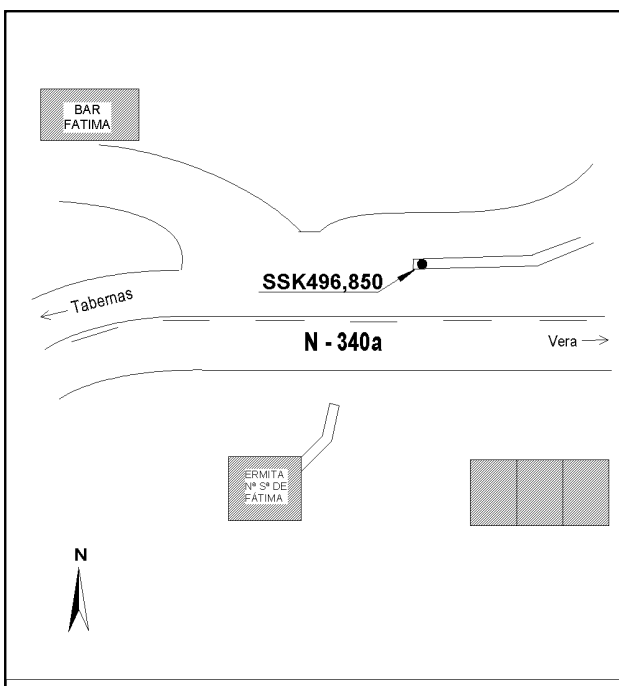 BAR
FATIMA
SSK496,850
Tabernas
N - 340a
Vera
ERMITA
Nª Sª DE
FÁTIMA
N